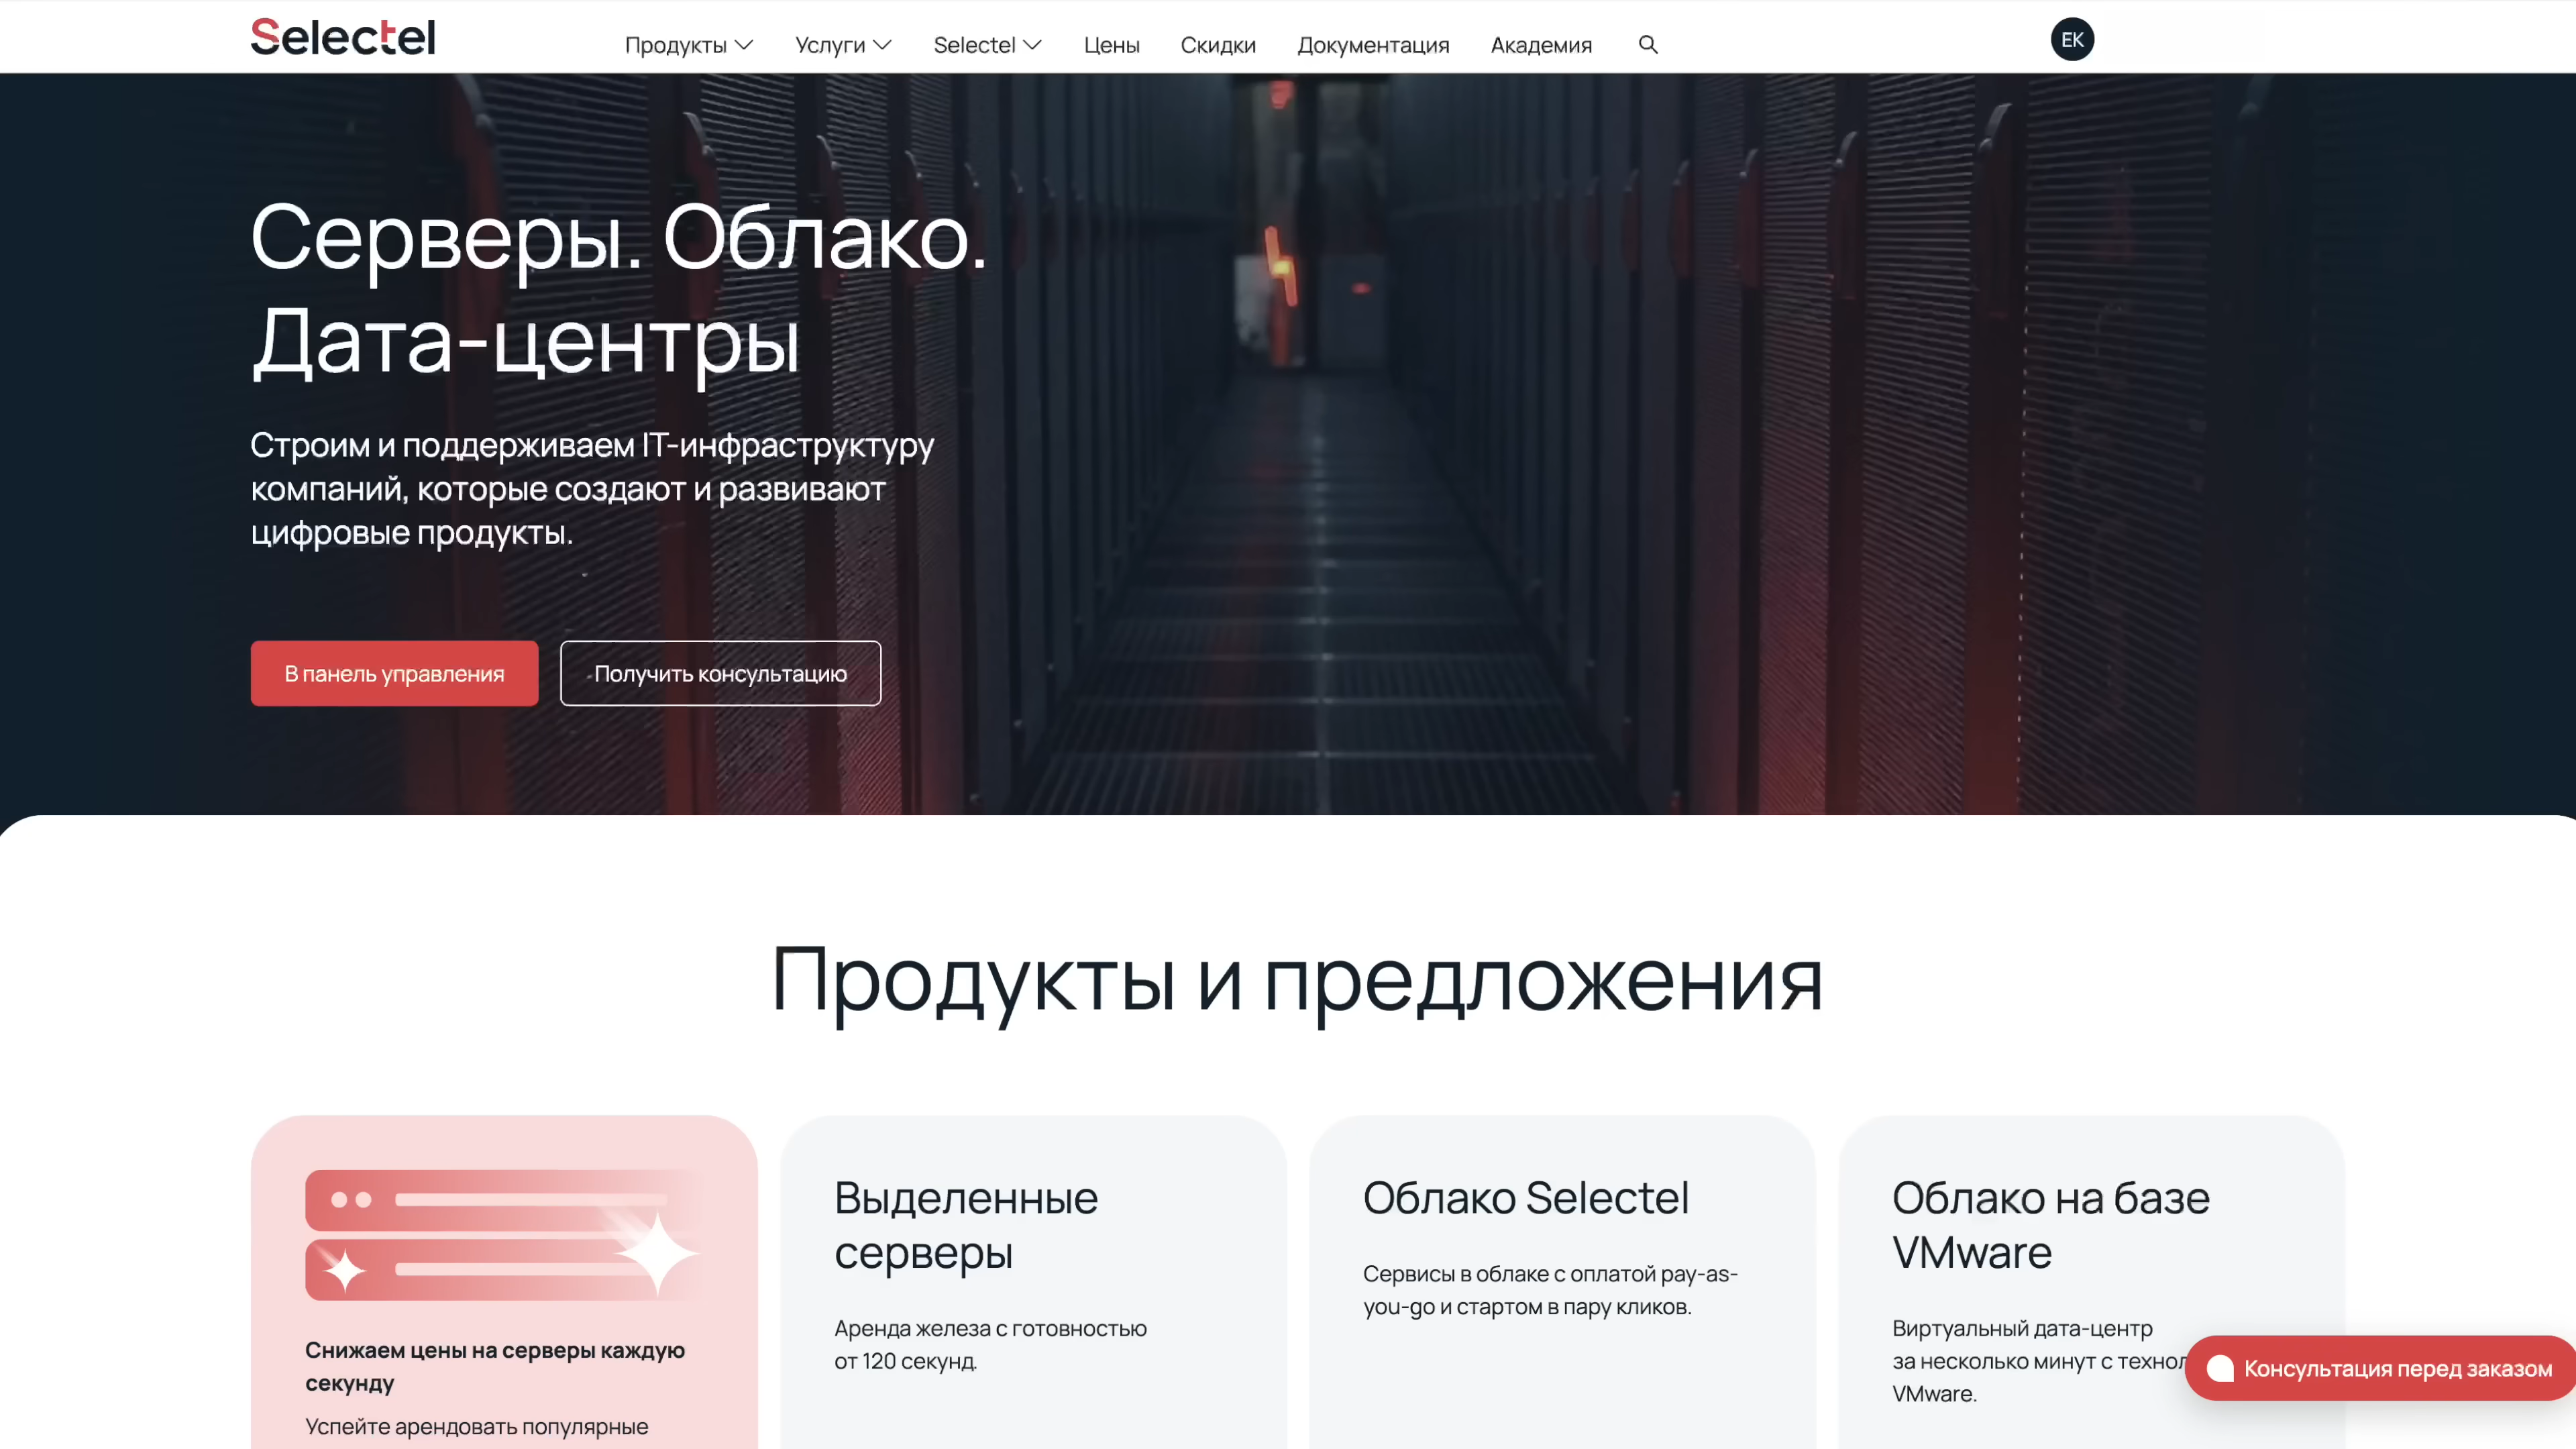 Selectel
Продукты Услуги Selectel Цены Скидки Документация Академия
EK
Серверы. Облако.
Дата-центры
Строим и поддерживаем IT-инфраструктуру
компаний, которые создают и развивают
цифровые продукты.
В панель управления
Получить консультацию
Продукты и предложения
Снижаем цены на серверы каждую
секунду
Успейте арендовать популярные
Выделенные
серверы
Аренда железа с готовностью
от 120 секунд.
Облако Selectel
Сервисы в облаке с оплатой pay-as-
you-go и стартом в пару кликов.
Облако на базе
VMware
Виртуальный дата-центр
за несколько минут с
VMware.
Консультация перед заказом